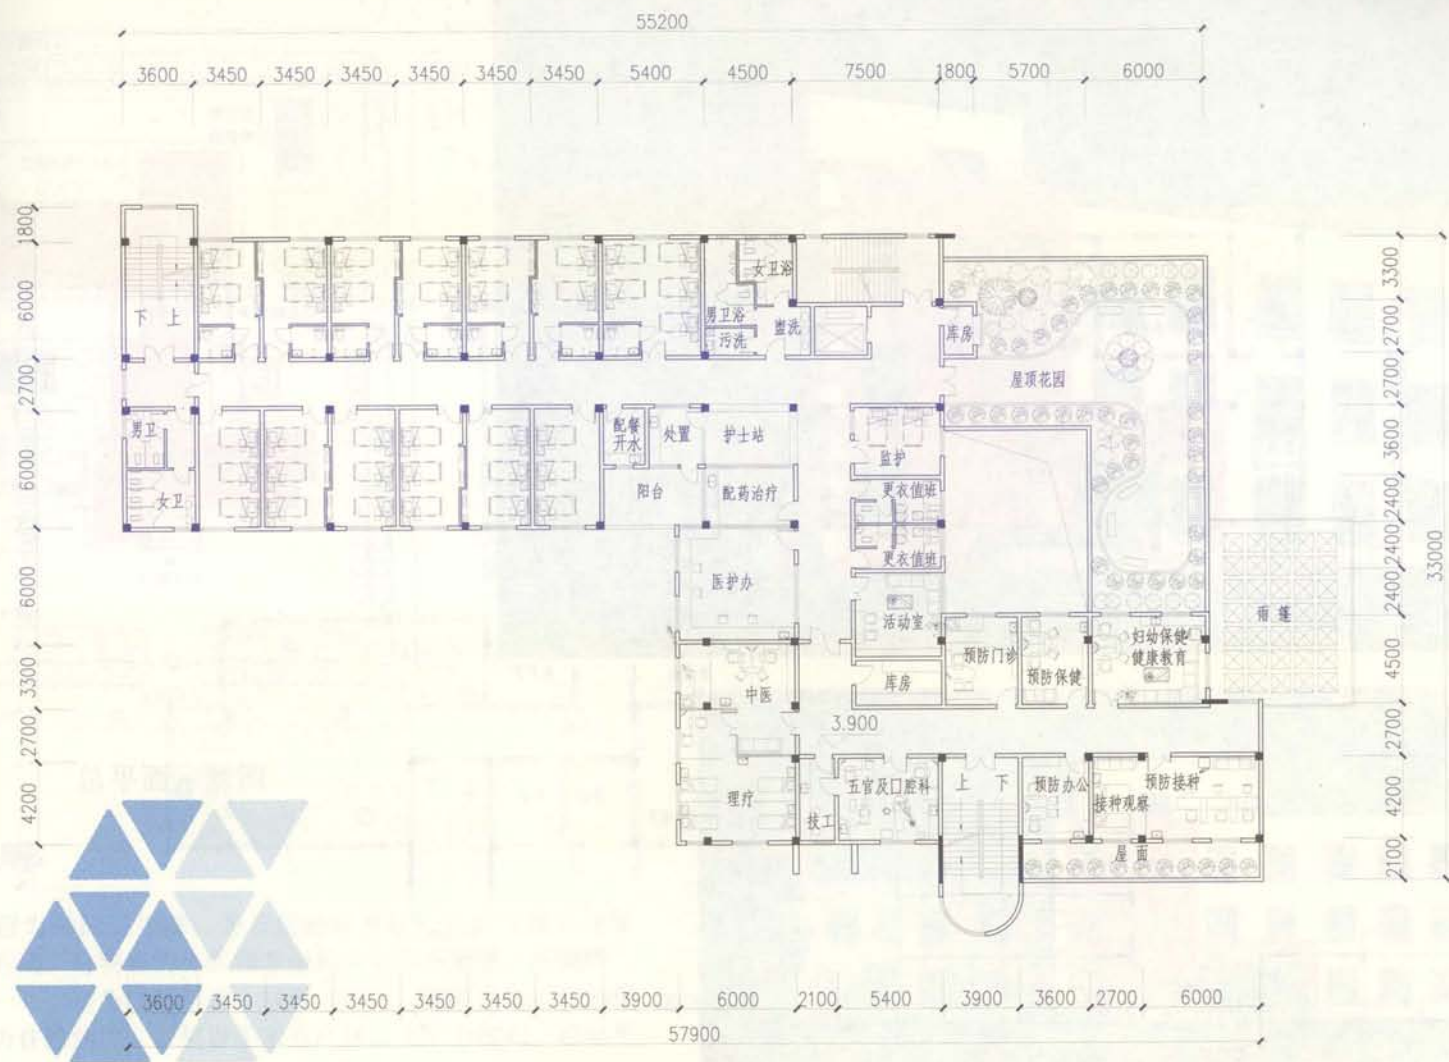 55200
3600 3450 3450 3450 3450 3450 3450 5400 4500 7500 1800 5700 6000
1800
6000
2700
6000
6000
3300
2700
4200
3300
2700
2700
3600
2400
2400
2400
4500
2700
4200
2100
33000
下 上
女卫浴
男卫浴
盥洗
污洗
库房
屋顶花园
男卫
女卫
配餐
开水
处置
护士站
监护
阳台
配药治疗
更衣值班
更衣值班
医护办
活动室
雨篷
妇幼保健
健康教育
预防门诊
预防保健
中医
库房
3.900
理疗
技工
五官及口腔科
上 下
预防办公
接种观察
预防接种
屋面
3600 3450 3450 3450 3450 3450 3450 3900 6000 2100 5400 3900 3600 2700 6000
57900